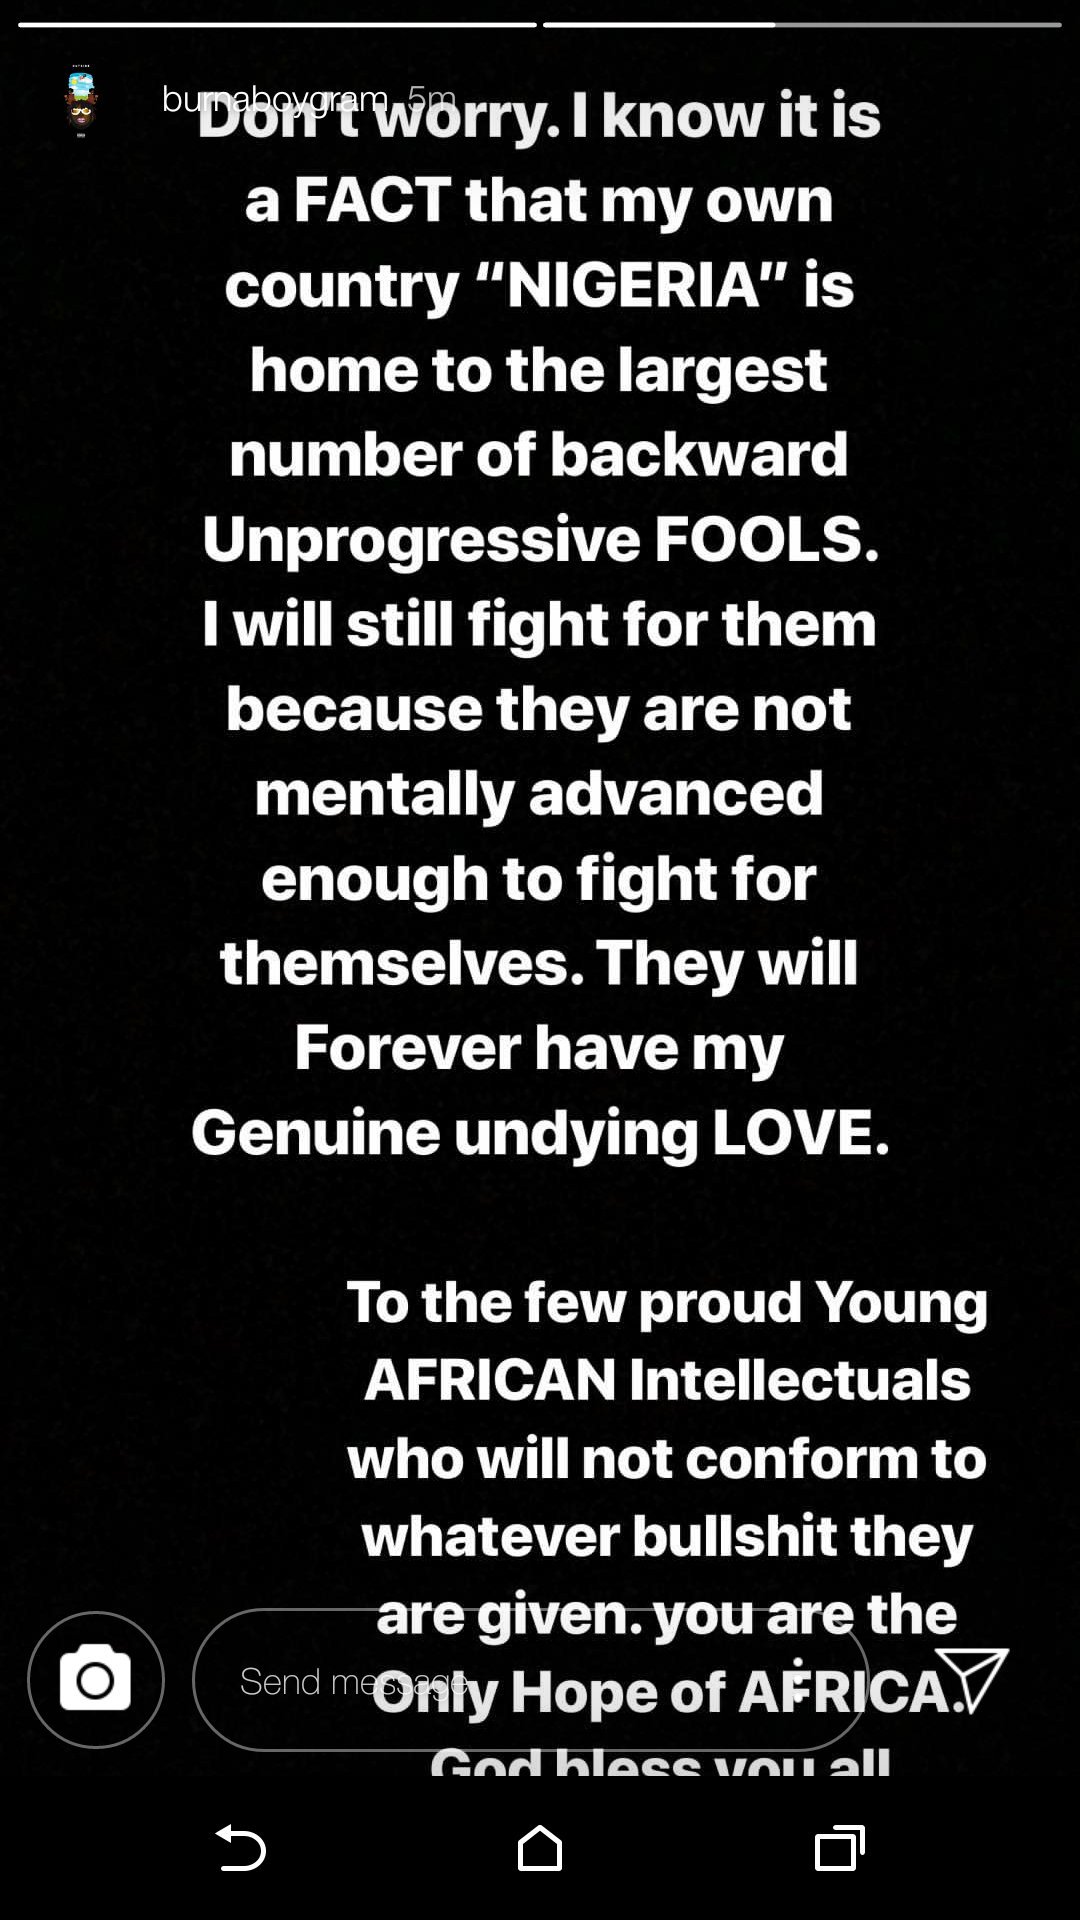 burnaboygram 5m
Don't worry. I know it is
a FACT that my own
country “NIGERIA” is
home to the largest
number of backward
Unprogressive FOOLS.
I will still fight for them
because they are not
mentally advanced
enough to fight for
themselves. They will
Forever have my
Genuine undying LOVE.
To the few proud Young
AFRICAN Intellectuals
who will not conform to
whatever bullshit they
are given. you are the
Only Hope of AFRICA.
Send message
God bless you all